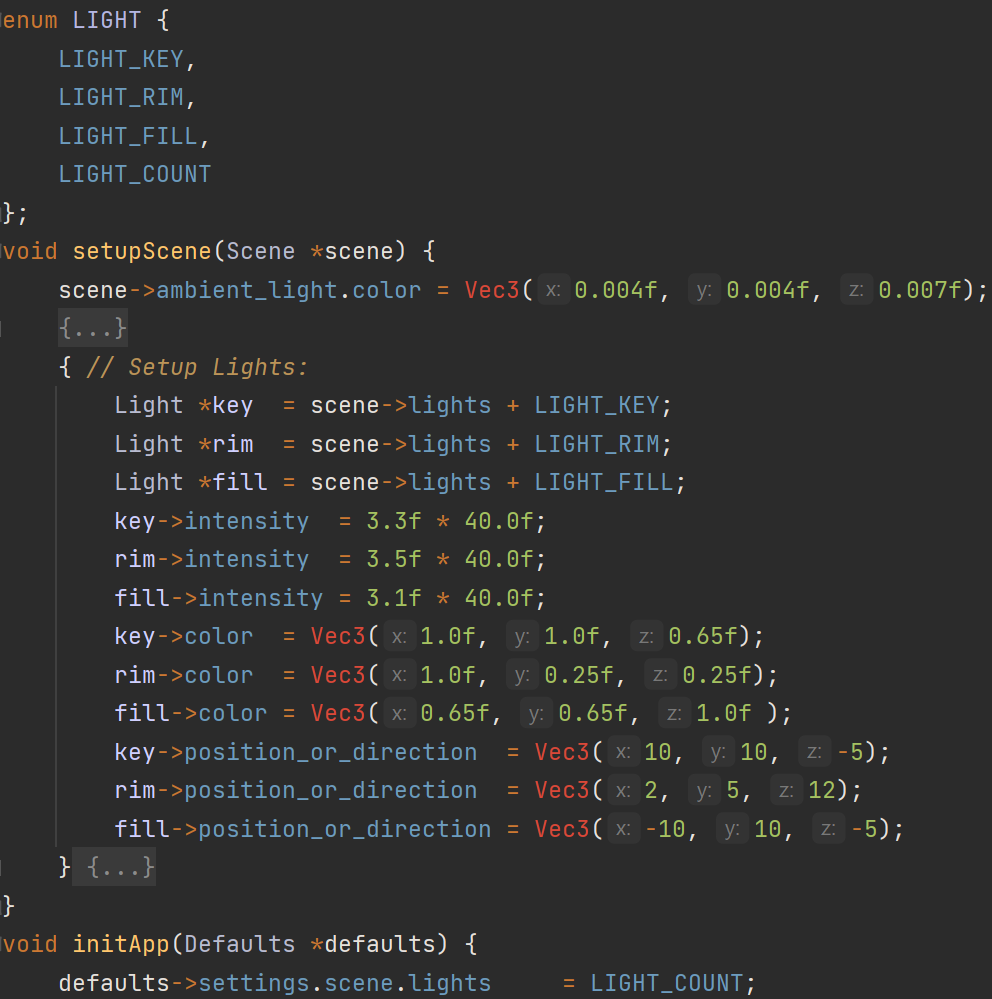 enum LIGHT {
    LIGHT_KEY,
    LIGHT_RIM,
    LIGHT_FILL,
    LIGHT_COUNT
};
void setupScene(Scene *scene) {
    scene->ambient_light.color = Vec3( x: 0.004f, y: 0.004f, z: 0.007f);
    {...}
    { // Setup Lights:
        Light *key  = scene->lights + LIGHT_KEY;
        Light *rim  = scene->lights + LIGHT_RIM;
        Light *fill = scene->lights + LIGHT_FILL;
        key->intensity  = 3.3f * 40.0f;
        rim->intensity  = 3.5f * 40.0f;
        fill->intensity = 3.1f * 40.0f;
        key->color  = Vec3( x: 1.0f, y: 1.0f, z: 0.65f);
        rim->color  = Vec3( x: 1.0f, y: 0.25f, z: 0.25f);
        fill->color = Vec3( x: 0.65f, y: 0.65f, z: 1.0f );
        key->position_or_direction  = Vec3( x: 10, y: 10, z: -5);
        rim->position_or_direction  = Vec3( x: 2, y: 5, z: 12);
        fill->position_or_direction = Vec3( x: -10, y: 10, z: -5);
    } {...}
}
void initApp(Defaults *defaults) {
    defaults->settings.scene.lights     = LIGHT_COUNT;